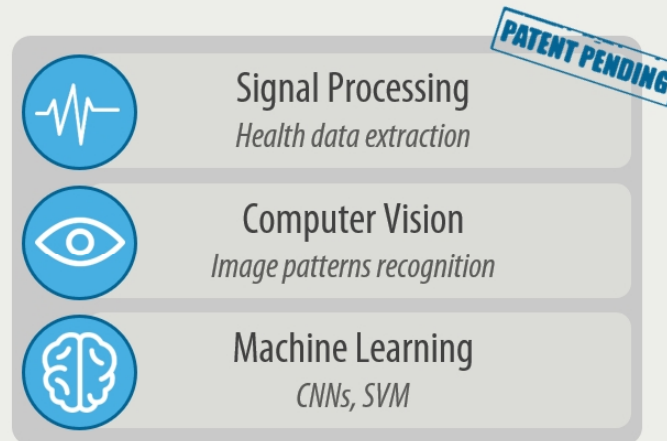 PATENT PENDING
Signal Processing
Health data extraction
Computer Vision
Image patterns recognition
Machine Learning
CNNs, SVM